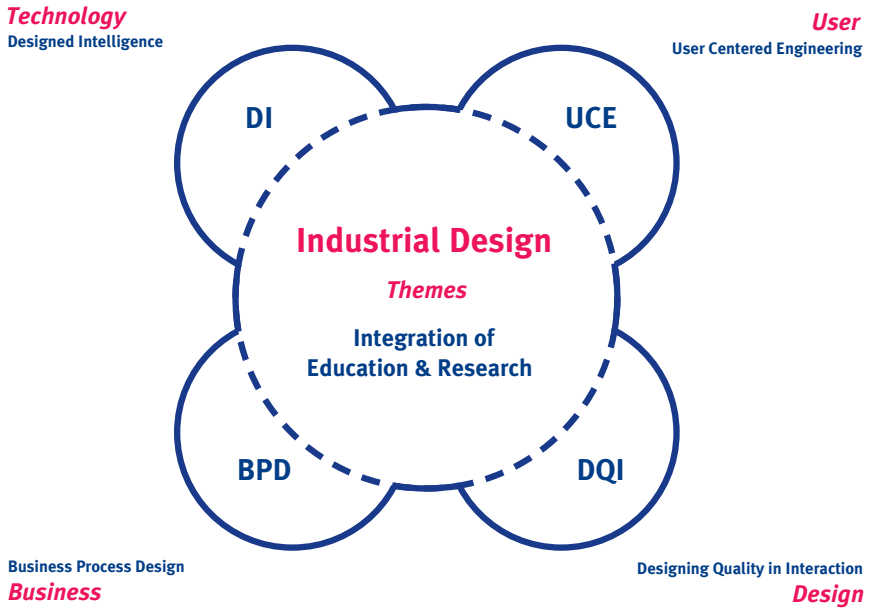 Technology
Designed Intelligence
User
User Centered Engineering
DI
UCE
Industrial Design
Themes
Integration of
Education & Research
BPD
DQI
Business Process Design
Business
Designing Quality in Interaction
Design